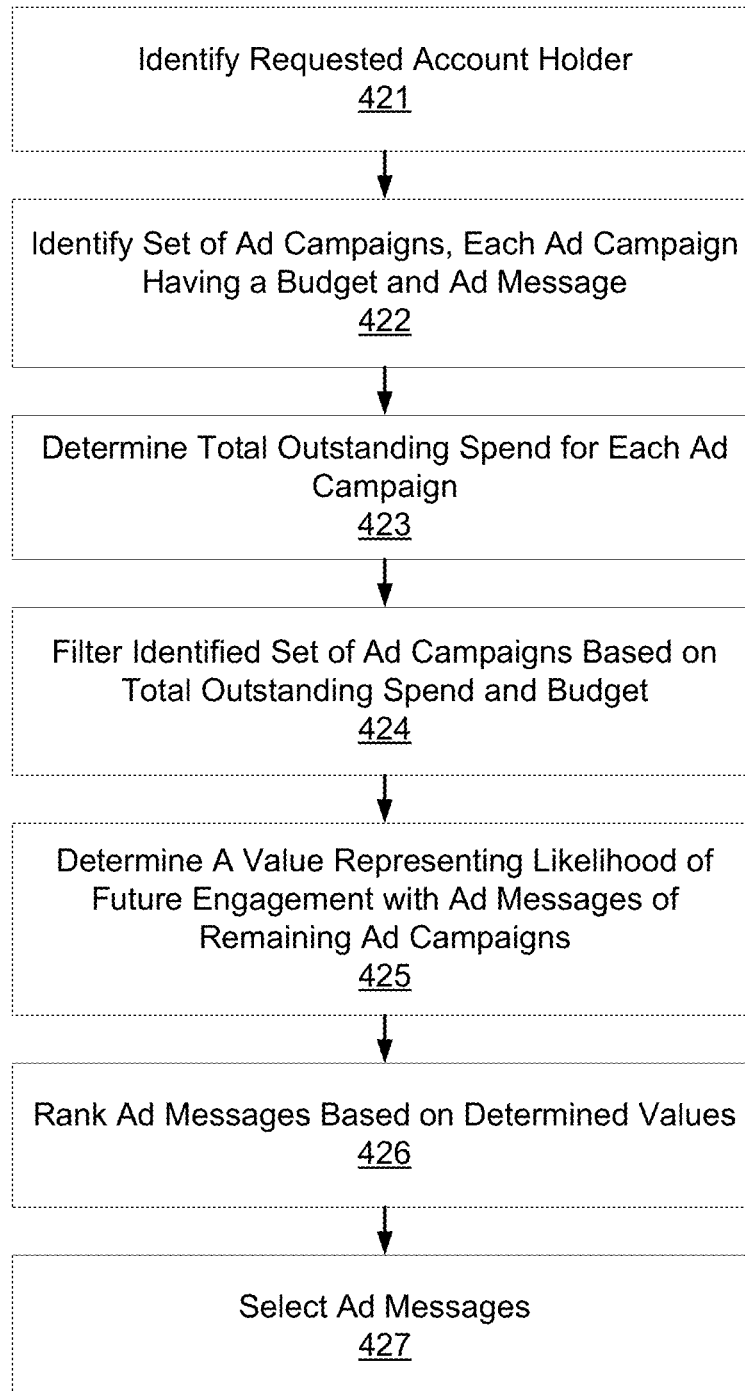 Identify Requested Account Holder
421
Identify Set of Ad Campaigns, Each Ad Campaign
Having a Budget and Ad Message
422
Determine Total Outstanding Spend for Each Ad
Campaign
423
Filter Identified Set of Ad Campaigns Based on
Total Outstanding Spend and Budget
424
Determine A Value Representing Likelihood of
Future Engagement with Ad Messages of
Remaining Ad Campaigns
425
Rank Ad Messages Based on Determined Values
426
Select Ad Messages
427